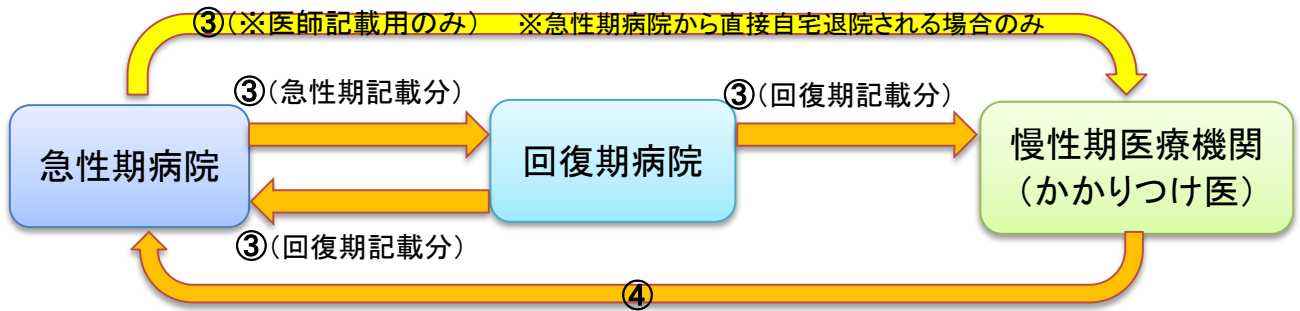 ③(※医師記載用のみ) ※急性期病院から直接自宅退院される場合のみ
③(急性期記載分)
③(回復期記載分)
急性期病院
回復期病院
慢性期医療機関
(かかりつけ医)
③(回復期記載分)
④